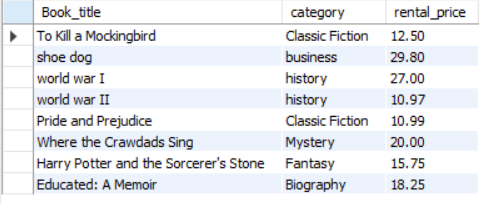 Book_title category rental_price
To Kill a Mockingbird Classic Fiction 12.50
shoe dog business 29.80
world war I history 27.00
world war II history 10.97
Pride and Prejudice Classic Fiction 10.99
Where the Crawdads Sing Mystery 20.00
Harry Potter and the Sorcerer's Stone Fantasy 15.75
Educated: A Memoir Biography 18.25